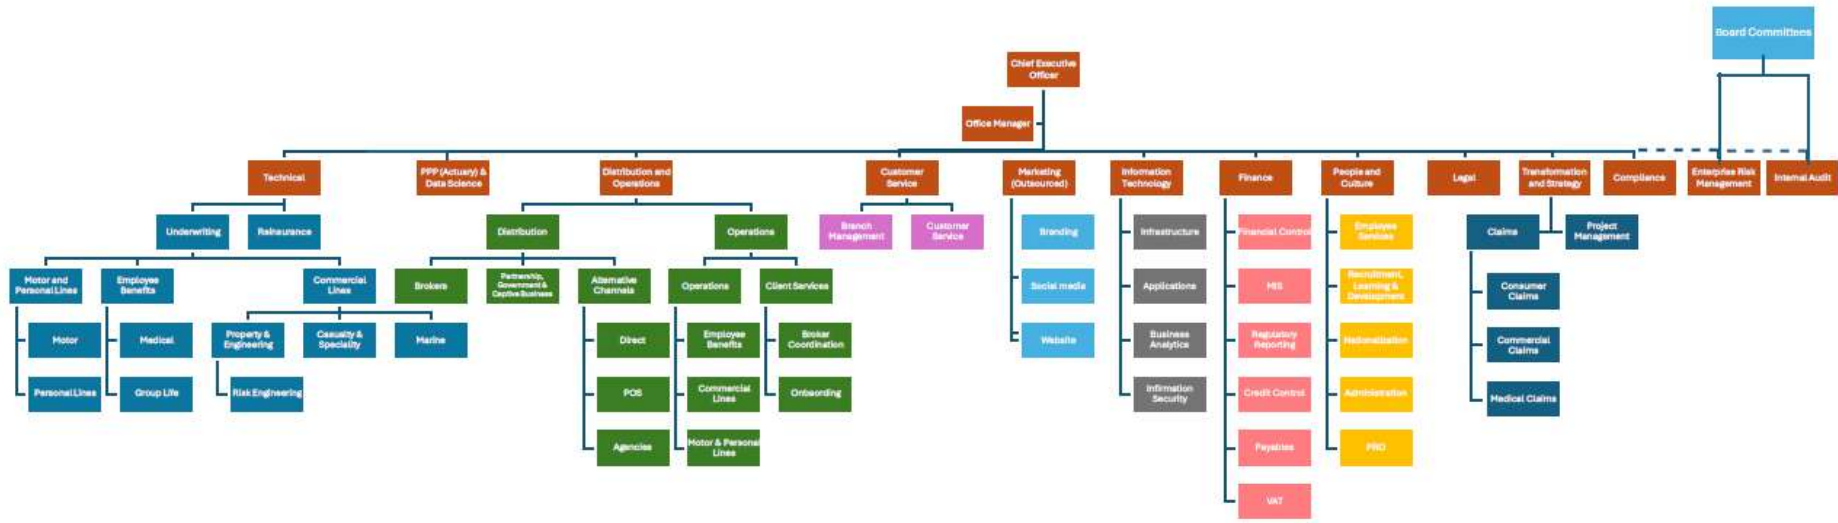 Board Committees
Chief Executive
Officer
Office Manager
Technical
PPP (Actuary) &
Data Science
Distribution and
Operations
Customer
Service
Marketing
(Outsourced)
Information
Technology
Finance
People and
Culture
Legal
Transformation
and Strategy
Compliance
Enterprise Risk
Management
Internal Audit
Underwriting
Reinsurance
Distribution
Operations
Branch
Management
Customer
Service
Branding
Infrastructure
Financial Control
Employee
Services
Claims
Project
Management
Motor and
Personal Lines
Employee
Benefits
Commercial
Lines
Brokers
Partnership,
Government &
Captive Business
Alternative
Channels
Operations
Client Services
Social media
Applications
MIS
Recruitment,
Learning &
Development
Consumer
Claims
Motor
Medical
Property &
Engineering
Casualty &
Speciality
Marine
Direct
Employee
Benefits
Broker
Coordination
Website
Business
Analytics
Regulatory
Reporting
Nationalization
Commercial
Claims
Personal Lines
Group Life
Risk Engineering
POS
Commercial
Lines
Onboarding
Infirmation
Security
Credit Control
Administration
Medical Claims
Agencies
Motor & Personal
Lines
Payables
PRO
VAT